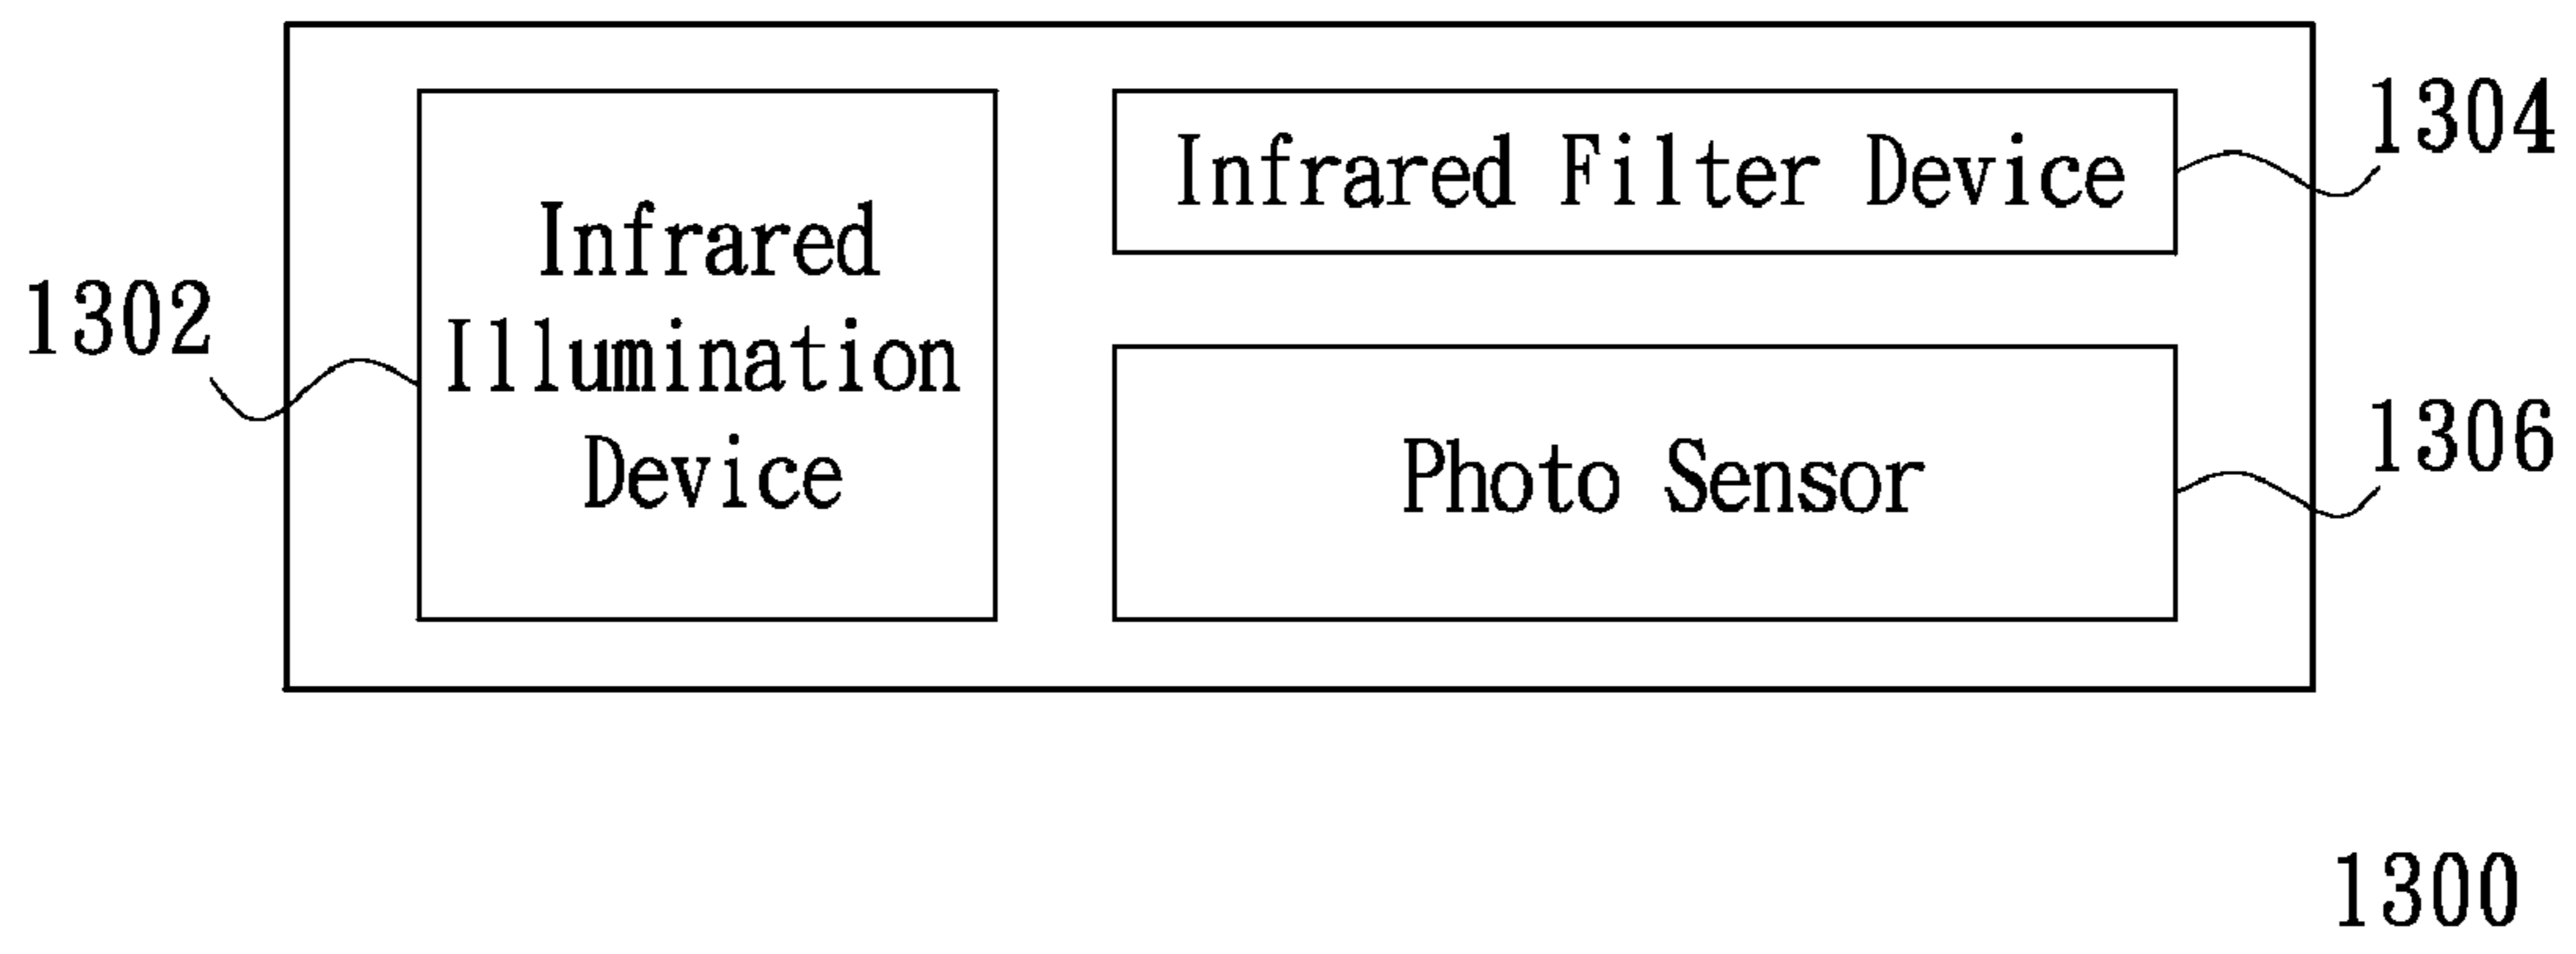 1302
Infrared
Illumination
Device
Infrared Filter Device
1304
Photo Sensor
1306
1300